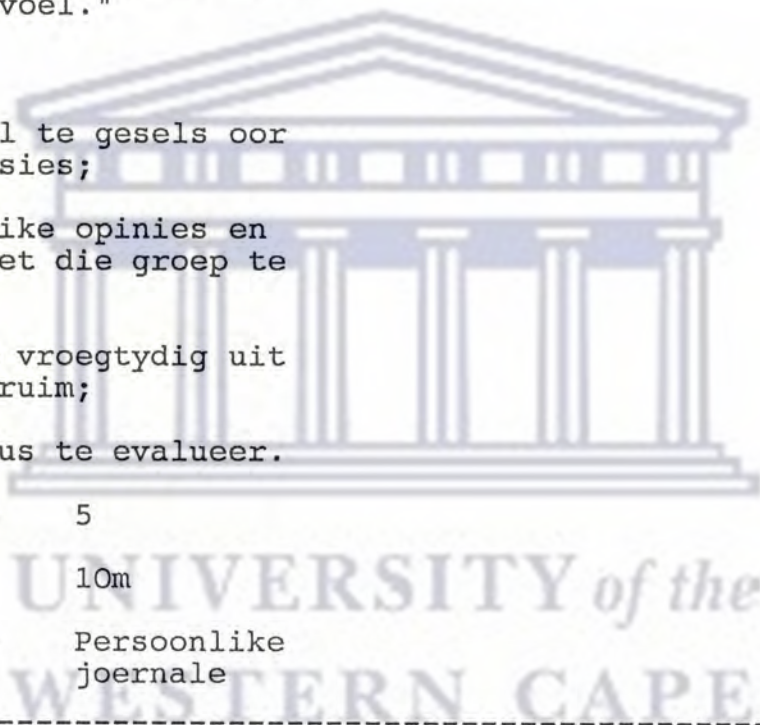 voel."
l te gesels oor
sies;
ike opinies en
et die groep te
vroegtydig uit
ruim;
us te evalueer.
5
10m
Persoonlike
joernale
UNIVERSITY of the
WESTERN CAPE